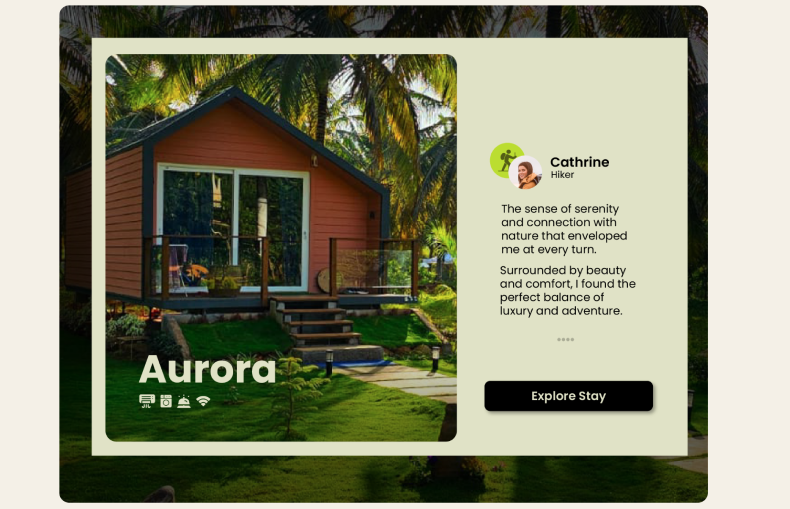 Aurora
Cathrine
Hiker
The sense of serenity
and connection with
nature that enveloped
me at every turn.
Surrounded by beauty
and comfort, I found the
perfect balance of
luxury and adventure.
Explore Stay